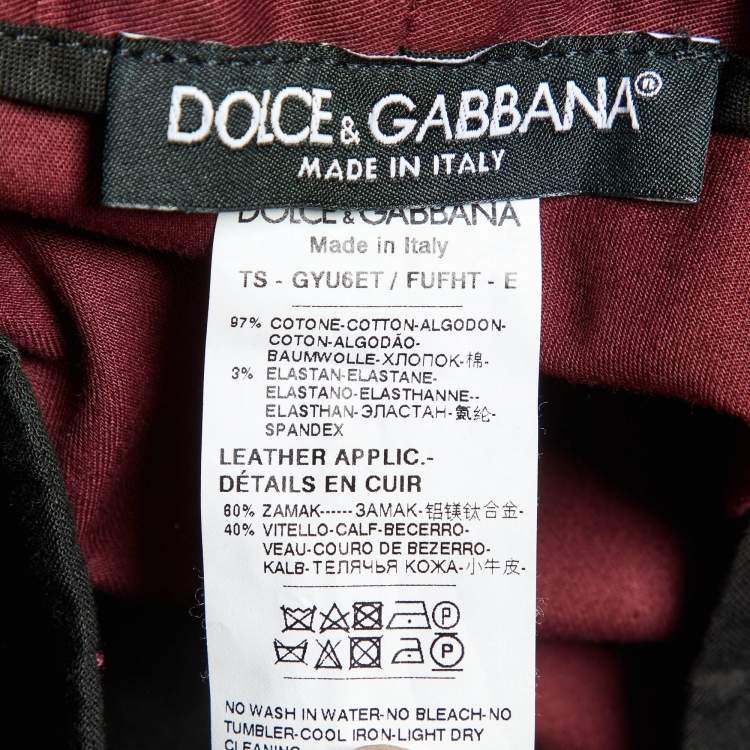 DOLCE & GABBANA®
MADE IN ITALY
DOLCE & GABBANA
Made in Italy
TS - GYU6ET / FUFHT - E
97% COTONE-COTTON-ALGODON-
COTON-ALGODÃO-
BAUMWOLLE-ХЛОПОК-棉-
3% ELASTAN-ELASTANE-
ELASTANO-ELASTHANNE--
ELASTHAN-ЭЛАСТАН-氨纶-
SPANDEX
LEATHER APPLIC.-
DÉTAILS EN CUIR
60% ZAMAK------ЗАМАК-铝镁钛合金-
40% VITELLO-CALF-BECERRO-
VEAU-COURO DE BEZERRO-
KALB-ТЕЛЯЧЬЯ КОЖА-小牛皮-
P
P
NO WASH IN WATER-NO BLEACH-NO
TUMBLER-COOL IRON-LIGHT DRY
CLEANING